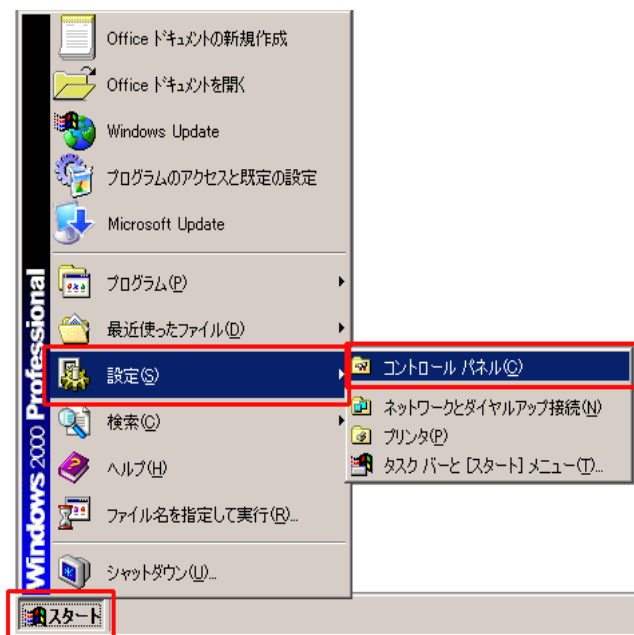 Office ﾄﾞｷｭﾒﾝﾄの新規作成
Office ﾄﾞｷｭﾒﾝﾄを開く
Windows Update
プログラムのアクセスと既定の設定
Microsoft Update
プログラム(P)
最近使ったファイル(D)
設定(S)
検索(C)
ヘルプ(H)
ファイル名を指定して実行(R)...
シャットダウン(U)...
コントロール パネル(C)
ネットワークとダイヤルアップ接続(N)
プリンタ(P)
タスク バーと [スタート] メニュー(T)...
Windows 2000 Professional
スタート